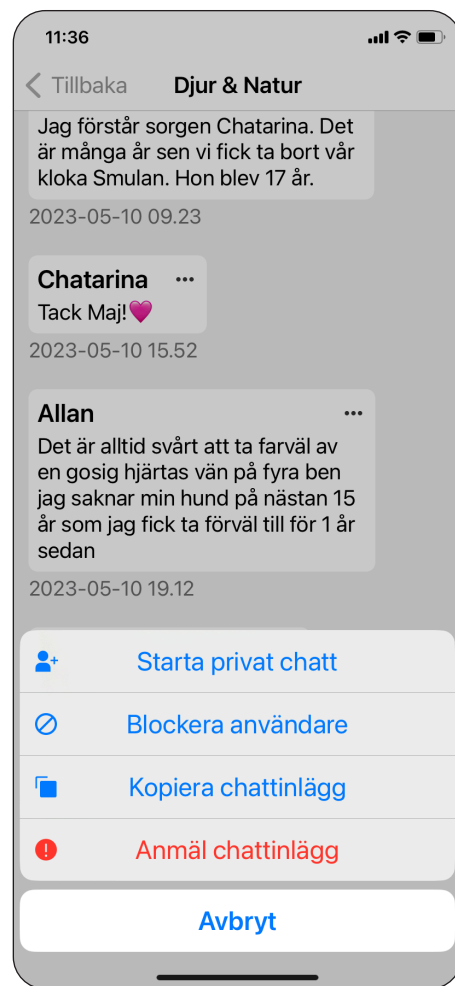 11:36
Tillbaka Djur & Natur
Jag förstår sorgen Chatarina. Det
är många år sen vi fick ta bort vår
kloka Smulan. Hon blev 17 år.
2023-05-10 09.23
Chatarina ...
Tack Maj!💜
2023-05-10 15.52
Allan ...
Det är alltid svårt att ta farväl av
en gosig hjärtas vän på fyra ben
jag saknar min hund på nästan 15
år som jag fick ta förväl till för 1 år
sedan
2023-05-10 19.12
Starta privat chatt
Blockera användare
Kopiera chattinlägg
Anmäl chattinlägg
Avbryt